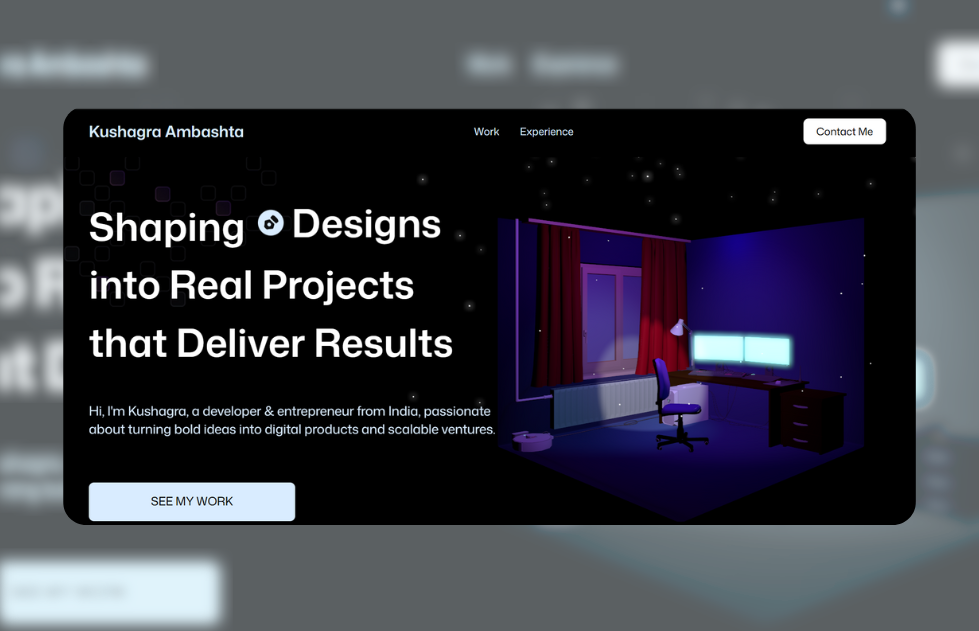 Kushagra Ambashta
Work
Experience
Contact Me
Shaping Designs
into Real Projects
that Deliver Results
Hi, I'm Kushagra, a developer & entrepreneur from India, passionate
about turning bold ideas into digital products and scalable ventures.
SEE MY WORK